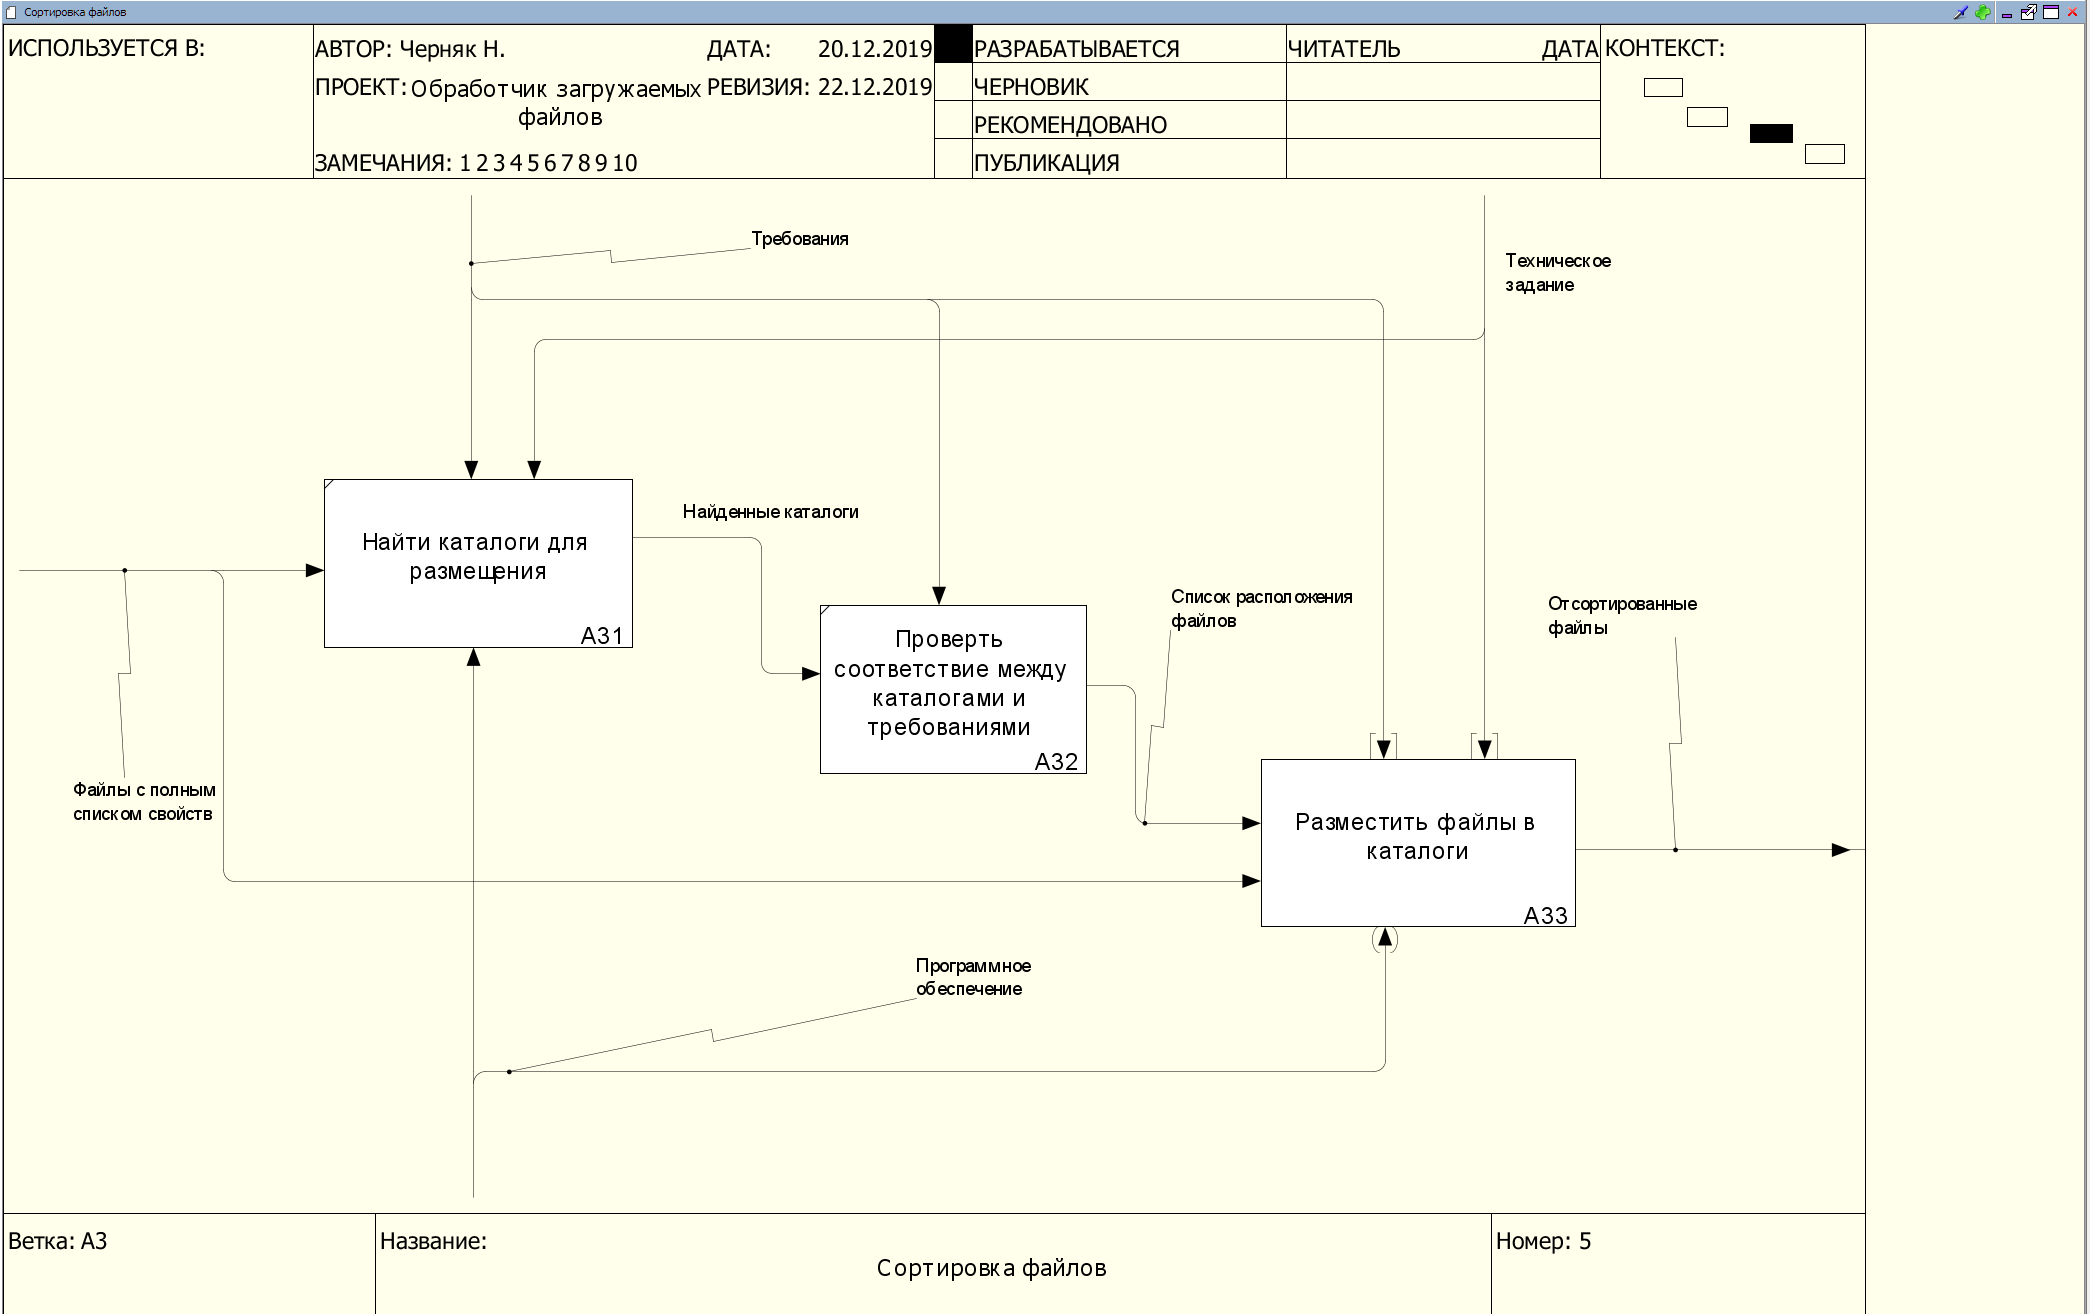 Сортировка файлов
ИСПОЛЬЗУЕТСЯ В:
АВТОР: Черняк Н.
ДАТА: 20.12.2019
ПРОЕКТ: Обработчик загружаемых
файлов
РЕВИЗИЯ: 22.12.2019
ЗАМЕЧАНИЯ: 1 2 3 4 5 6 7 8 9 10
РАЗРАБАТЫВАЕТСЯ
ЧЕРНОВИК
РЕКОМЕНДОВАНО
ПУБЛИКАЦИЯ
ЧИТАТЕЛЬ
ДАТА
КОНТЕКСТ:
Требования
Техническое
задание
Найти каталоги для
размещения
A31
Найденные каталоги
Проверть
соответствие между
каталогами и
требованиями
A32
Список расположения
файлов
Отсортированные
файлы
Файлы с полным
списком свойств
Разместить файлы в
каталоги
A33
Программное
обеспечение
Ветка: A3
Название:
Сортировка файлов
Номер: 5